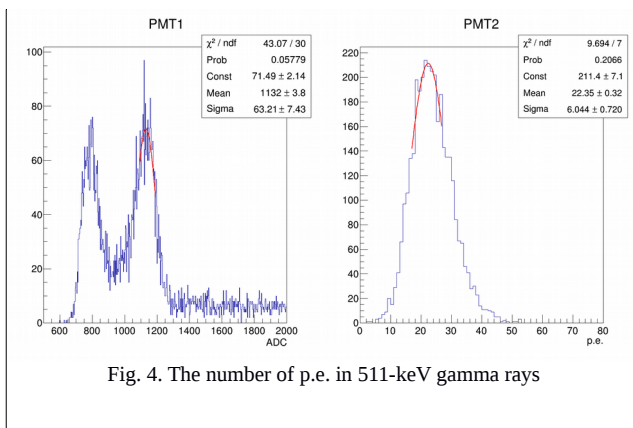 PMT1
χ² / ndf 43.07 / 30
Prob 0.05779
Const 71.49 ± 2.14
Mean 1132 ± 3.8
Sigma 63.21 ± 7.43
100
80
60
40
20
0
600 800 1000 1200 1400 1600 1800 2000
ADC
PMT2
χ² / ndf 9.694 / 7
Prob 0.2066
Const 211.4 ± 7.1
Mean 22.35 ± 0.32
Sigma 6.044 ± 0.720
220
200
180
160
140
120
100
80
60
40
20
0
0 10 20 30 40 50 60 70 80
p.e.
Fig. 4. The number of p.e. in 511-keV gamma rays